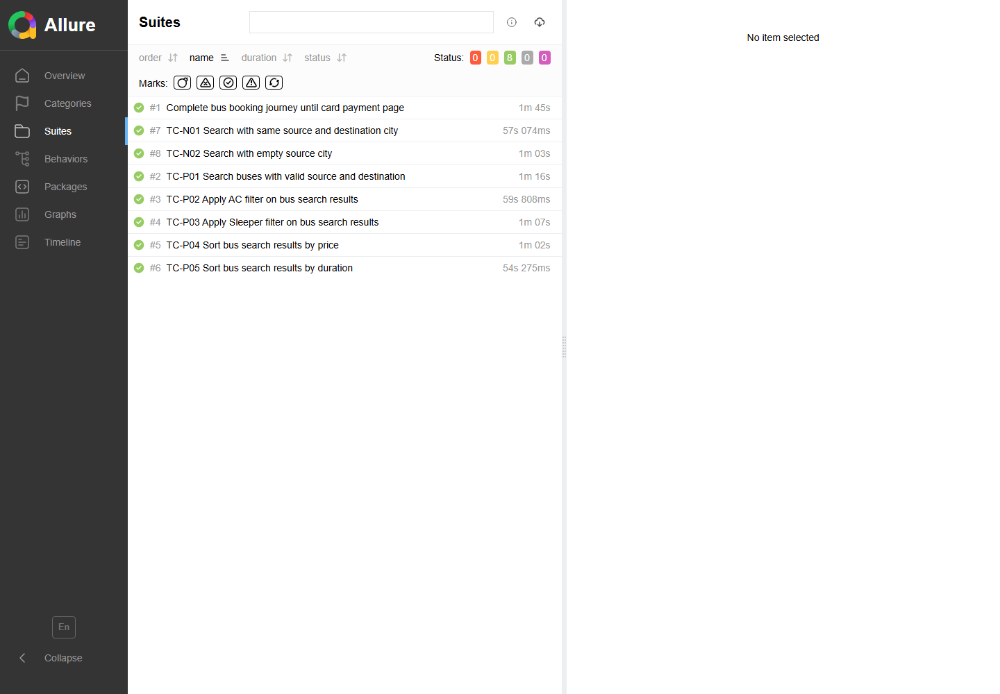 Allure
Overview
Categories
Suites
Behaviors
Packages
Graphs
Timeline
En
Collapse
Suites
order name duration status Status: 0 0 8 0 0
Marks:
#1 Complete bus booking journey until card payment page 1m 45s
#7 TC-N01 Search with same source and destination city 57s 074ms
#8 TC-N02 Search with empty source city 1m 03s
#2 TC-P01 Search buses with valid source and destination 1m 16s
#3 TC-P02 Apply AC filter on bus search results 59s 808ms
#4 TC-P03 Apply Sleeper filter on bus search results 1m 07s
#5 TC-P04 Sort bus search results by price 1m 02s
#6 TC-P05 Sort bus search results by duration 54s 275ms
No item selected